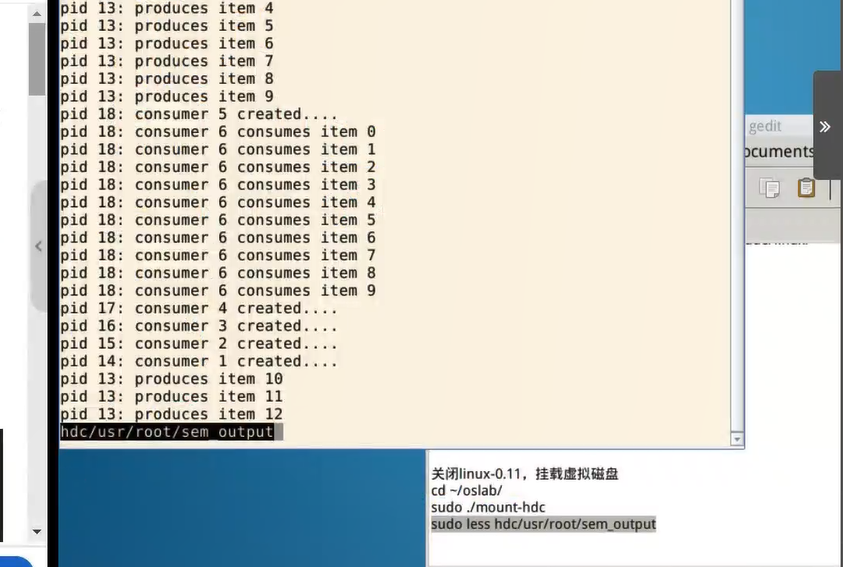 pid 13: produces item 4
pid 13: produces item 5
pid 13: produces item 6
pid 13: produces item 7
pid 13: produces item 8
pid 13: produces item 9
pid 18: consumer 5 created....
pid 18: consumer 6 consumes item 0
pid 18: consumer 6 consumes item 1
pid 18: consumer 6 consumes item 2
pid 18: consumer 6 consumes item 3
pid 18: consumer 6 consumes item 4
pid 18: consumer 6 consumes item 5
pid 18: consumer 6 consumes item 6
pid 18: consumer 6 consumes item 7
pid 18: consumer 6 consumes item 8
pid 18: consumer 6 consumes item 9
pid 17: consumer 4 created....
pid 16: consumer 3 created....
pid 15: consumer 2 created....
pid 14: consumer 1 created....
pid 13: produces item 10
pid 13: produces item 11
pid 13: produces item 12
hdc/usr/root/sem_output
gedit
ocuments
关闭linux-0.11，挂载虚拟磁盘
cd ~/oslab/
sudo ./mount-hdc
sudo less hdc/usr/root/sem_output